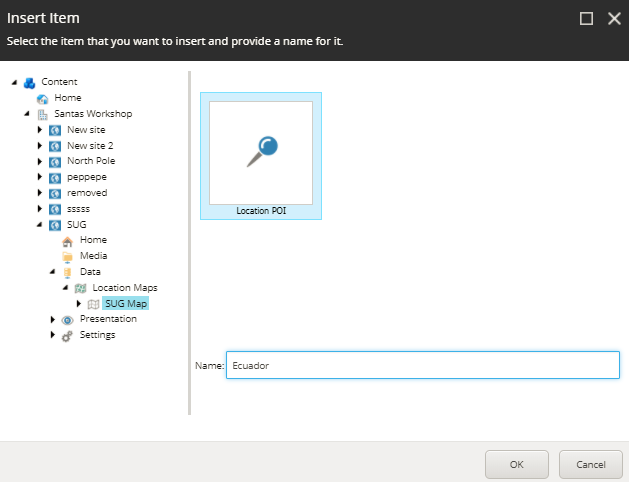 Insert Item
Select the item that you want to insert and provide a name for it.
Content
Home
Santas Workshop
New site
New site 2
North Pole
peppepe
removed
sssss
SUG
Home
Media
Data
Location Maps
SUG Map
Presentation
Settings
Location POI
Name: Ecuador
OK Cancel